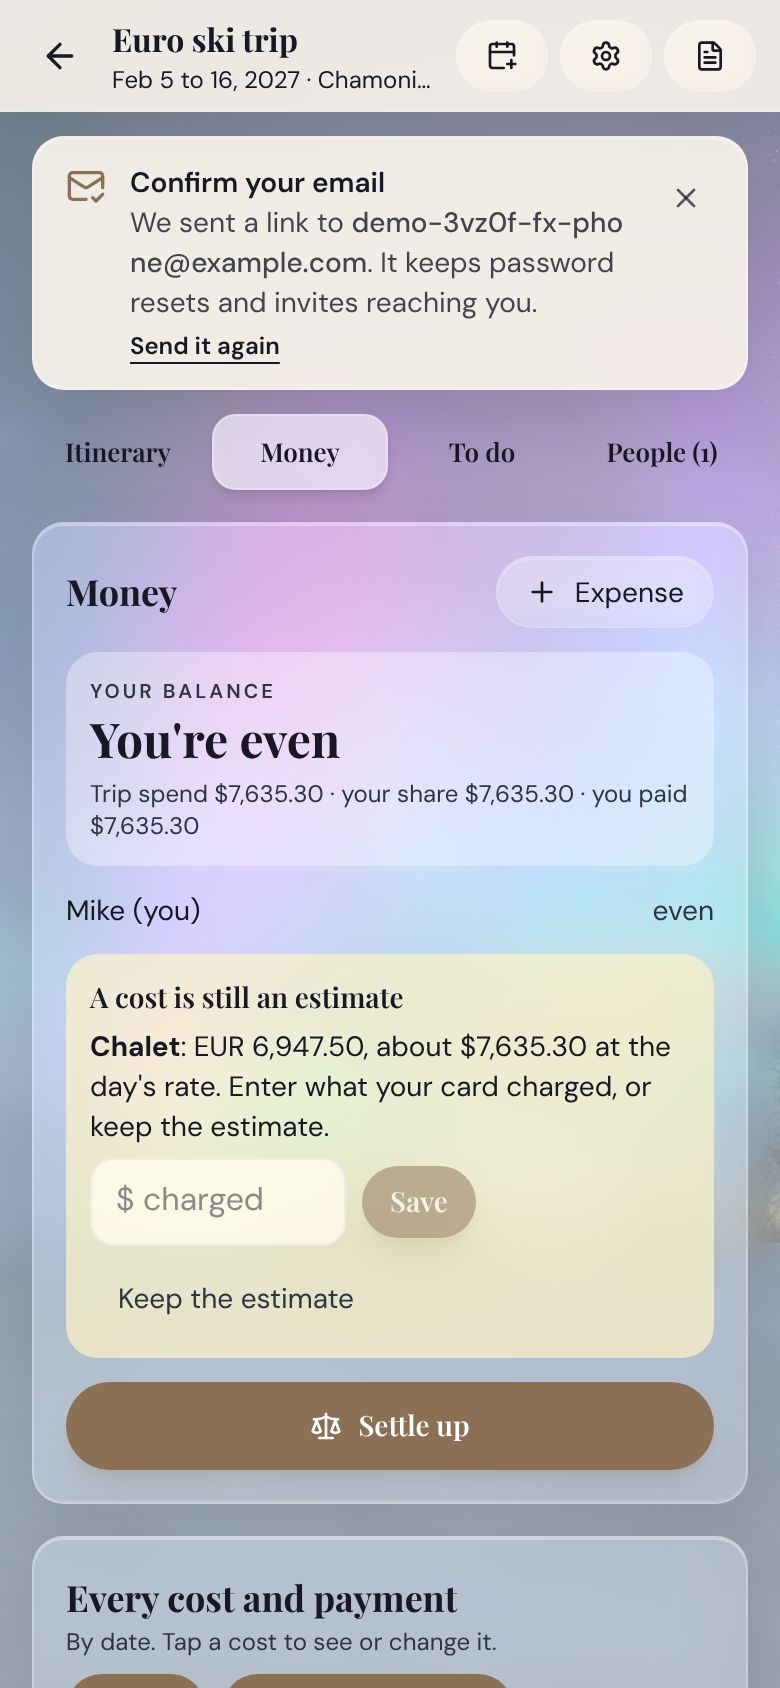 Euro ski trip
Feb 5 to 16, 2027 · Chamoni...
Confirm your email
We sent a link to demo-3vz0f-fx-pho
ne@example.com. It keeps password
resets and invites reaching you.
Send it again
Itinerary
Money
To do
People (1)
Money
Expense
YOUR BALANCE
You're even
Trip spend $7,635.30 · your share $7,635.30 · you paid
$7,635.30
Mike (you)
even
A cost is still an estimate
Chalet: EUR 6,947.50, about $7,635.30 at the
day's rate. Enter what your card charged, or
keep the estimate.
$ charged
Save
Keep the estimate
Settle up
Every cost and payment
By date. Tap a cost to see or change it.